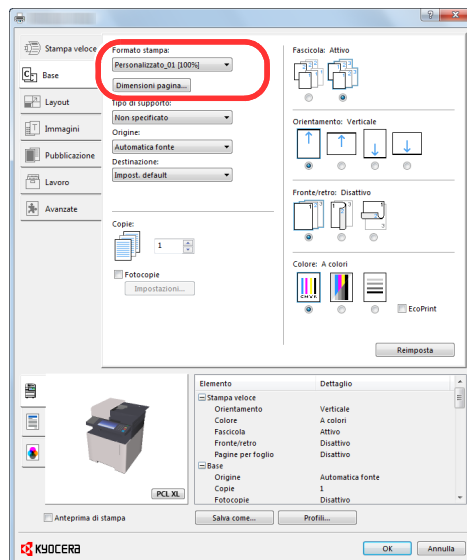 Stampa veloce
Base
Layout
Immagini
Pubblicazione
Lavoro
Avanzate
Formato stampa:
Personalizzato_01 [100%]
Dimensioni pagina...
Tipo di supporto:
Non specificato
Origine:
Automatica fonte
Destinazione:
Impost. default
Copie:
1
Fotocopie
Impostazioni...
Fascicola: Attivo
Orientamento: Verticale
Fronte/retro: Disattivo
Colore: A colori
CMYK
EcoPrint
Reimposta
PCL XL
Anteprima di stampa
Elemento Dettaglio
Stampa veloce
Orientamento Verticale
Colore A colori
Fascicola Attivo
Fronte/retro Disattivo
Pagine per foglio Disattivo
Base
Origine Automatica fonte
Copie 1
Fotocopie Disattivo
Salva come... Profili...
KYOCERA
OK Annulla